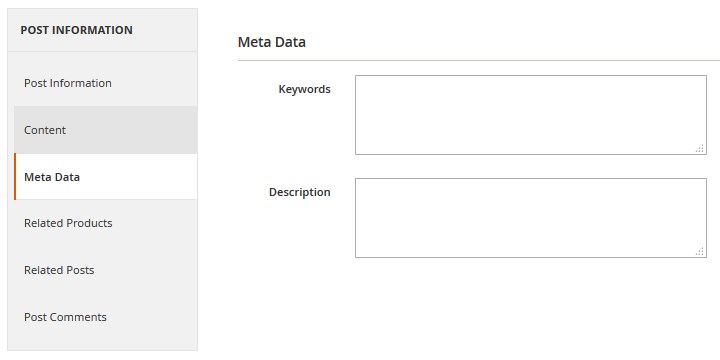 POST INFORMATION
Post Information
Content
Meta Data
Related Products
Related Posts
Post Comments
Meta Data
Keywords
Description